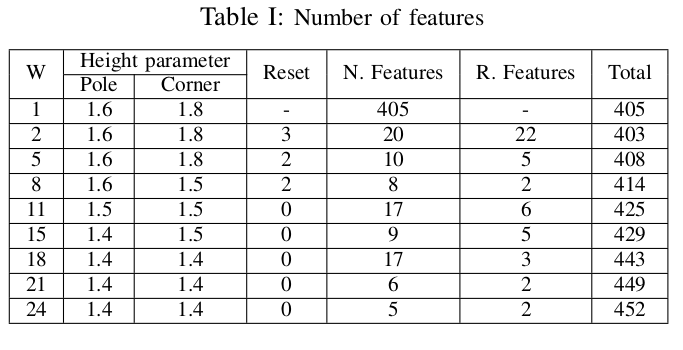 Table I: Number of features
W Height parameter Reset N. Features R. Features Total
Pole Corner
1 1.6 1.8 - 405 - 405
2 1.6 1.8 3 20 22 403
5 1.6 1.8 2 10 5 408
8 1.6 1.5 2 8 2 414
11 1.5 1.5 0 17 6 425
15 1.4 1.5 0 9 5 429
18 1.4 1.4 0 17 3 443
21 1.4 1.4 0 6 2 449
24 1.4 1.4 0 5 2 452